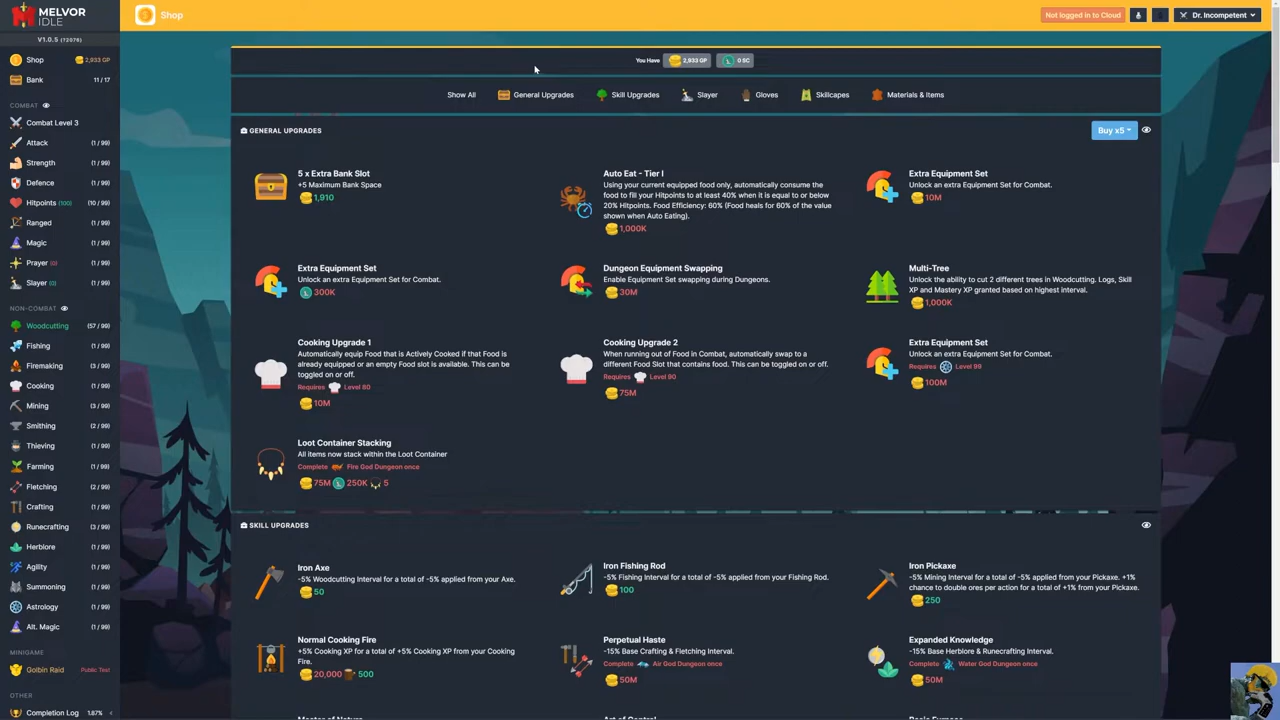 MELVOR
IDLE
Shop
Not logged in to Cloud
Dr. Incompetent
V1.0.5 (?3076)
Shop 2,933 GP
Bank 11 / 17
COMBAT
Combat Level 3
Attack (1 / 99)
Strength (1 / 99)
Defence (1 / 99)
Hitpoints (100) (10 / 99)
Ranged (1 / 99)
Magic (1 / 99)
Prayer (0) (1 / 99)
Slayer (0) (1 / 99)
NON-COMBAT
Woodcutting (57 / 99)
Fishing (1 / 99)
Firemaking (3 / 99)
Cooking (1 / 99)
Mining (3 / 99)
Smithing (2 / 99)
Thieving (1 / 99)
Farming (1 / 99)
Fletching (2 / 99)
Crafting (1 / 99)
Runecrafting (3 / 99)
Herblore (1 / 99)
Agility (1 / 99)
Summoning (1 / 99)
Astrology (1 / 99)
Alt. Magic (1 / 99)
MINIGAME
Golbin Raid Public Test
OTHER
Completion Log 1.87%
You Have 2,933 GP 0 SC
Show All General Upgrades Skill Upgrades Slayer Gloves Skillcapes Materials & Items
GENERAL UPGRADES
Buy x5
5 x Extra Bank Slot
+5 Maximum Bank Space
1,910
Auto Eat - Tier I
Using your current equipped food only, automatically consume the
food to fill your Hitpoints to at least 40% when it is equal to or below
20% Hitpoints. Food Efficiency: 60% (Food heals for 60% of the value
shown when Auto Eating).
1,000K
Extra Equipment Set
Unlock an extra Equipment Set for Combat.
10M
Extra Equipment Set
Unlock an extra Equipment Set for Combat.
300K
Dungeon Equipment Swapping
Enable Equipment Set swapping during Dungeons.
30M
Multi-Tree
Unlock the ability to cut 2 different trees in Woodcutting. Logs, Skill
XP and Mastery XP granted based on highest interval.
1,000K
Cooking Upgrade 1
Automatically equip Food that is Actively Cooked if that Food is
already equipped or an empty Food slot is available. This can be
toggled on or off.
Requires Level 80
10M
Cooking Upgrade 2
When running out of Food in Combat, automatically swap to a
different Food Slot that contains food. This can be toggled on or off.
Requires Level 90
75M
Extra Equipment Set
Unlock an extra Equipment Set for Combat.
Requires Level 99
100M
Loot Container Stacking
All items now stack within the Loot Container
Complete Fire God Dungeon once
75M 250K 5
SKILL UPGRADES
Iron Axe
-5% Woodcutting Interval for a total of -5% applied from your Axe.
50
Iron Fishing Rod
-5% Fishing Interval for a total of -5% applied from your Fishing Rod.
100
Iron Pickaxe
-5% Mining Interval for a total of -5% applied from your Pickaxe. +1%
chance to double ores per action for a total of +1% from your Pickaxe.
250
Normal Cooking Fire
+5% Cooking XP for a total of +5% Cooking XP from your Cooking
Fire.
20,000 500
Perpetual Haste
-15% Base Crafting & Fletching Interval.
Complete Air God Dungeon once
50M
Expanded Knowledge
-15% Base Herblore & Runecrafting Interval.
Complete Water God Dungeon once
50M